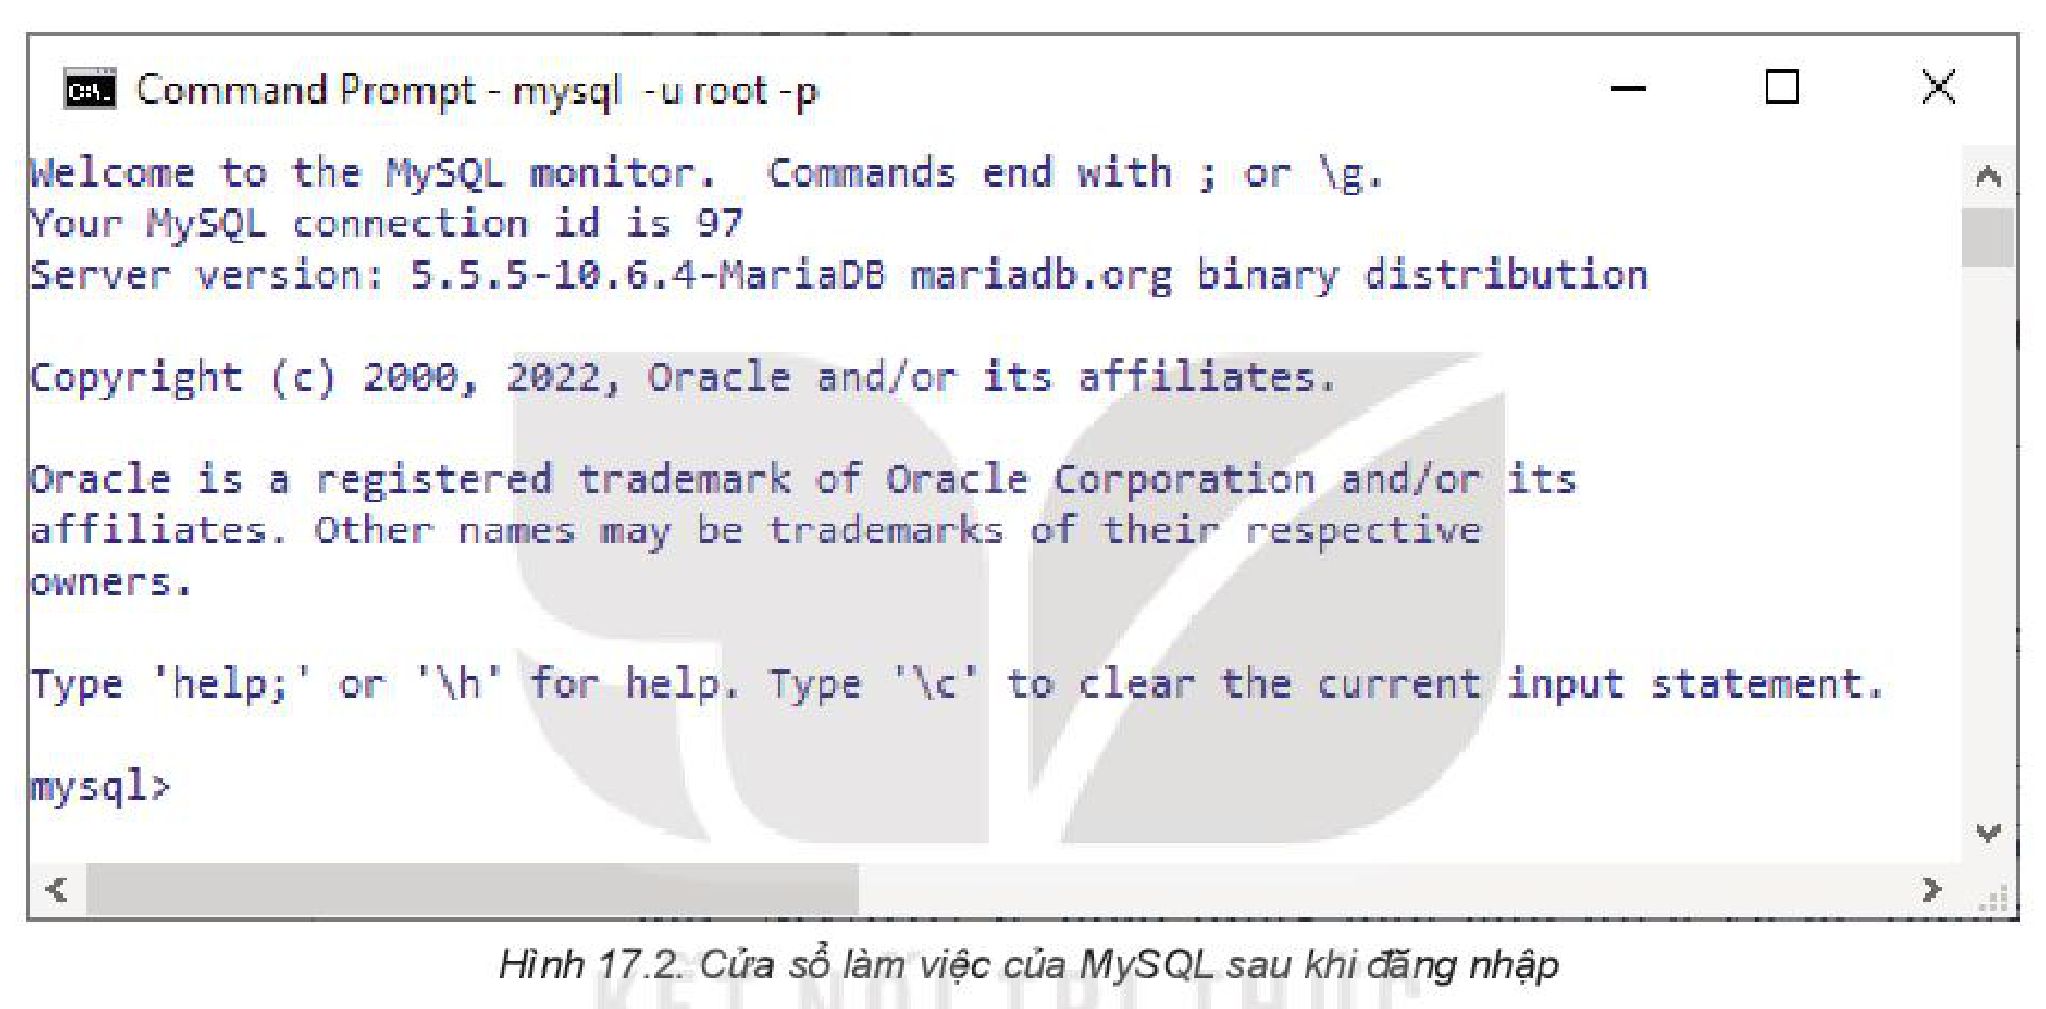 Command Prompt - mysql -u root -p
Welcome to the MySQL monitor.  Commands end with ; or \g.
Your MySQL connection id is 97
Server version: 5.5.5-10.6.4-MariaDB mariadb.org binary distribution
Copyright (c) 2000, 2022, Oracle and/or its affiliates.
Oracle is a registered trademark of Oracle Corporation and/or its
affiliates. Other names may be trademarks of their respective
owners.
Type 'help;' or '\h' for help. Type '\c' to clear the current input statement.
mysql>
Hình 17.2. Cửa sổ làm việc của MySQL sau khi đăng nhập
KẾT NỐI TRI THỨC